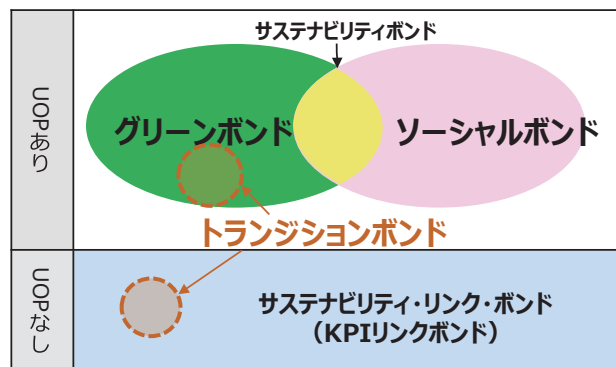 サステナビリティボンド
UOPあり
グリーンボンド
ソーシャルボンド
トランジションボンド
UOPなし
サステナビリティ・リンク・ボンド
（KPIリンクボンド）